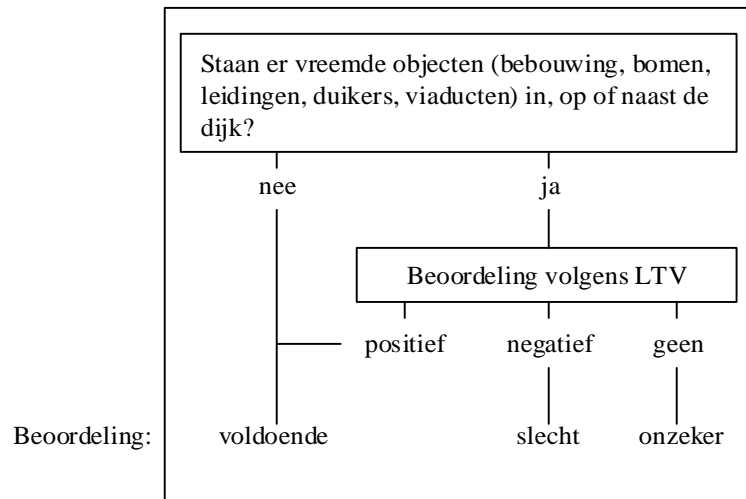 Staan er vreemde objecten (bebouwing, bomen,
leidingen, duikers, viaducten) in, op of naast de
dijk?
nee ja
Beoordeling volgens LTV
positief negatief geen
Beoordeling: voldoende slecht onzeker